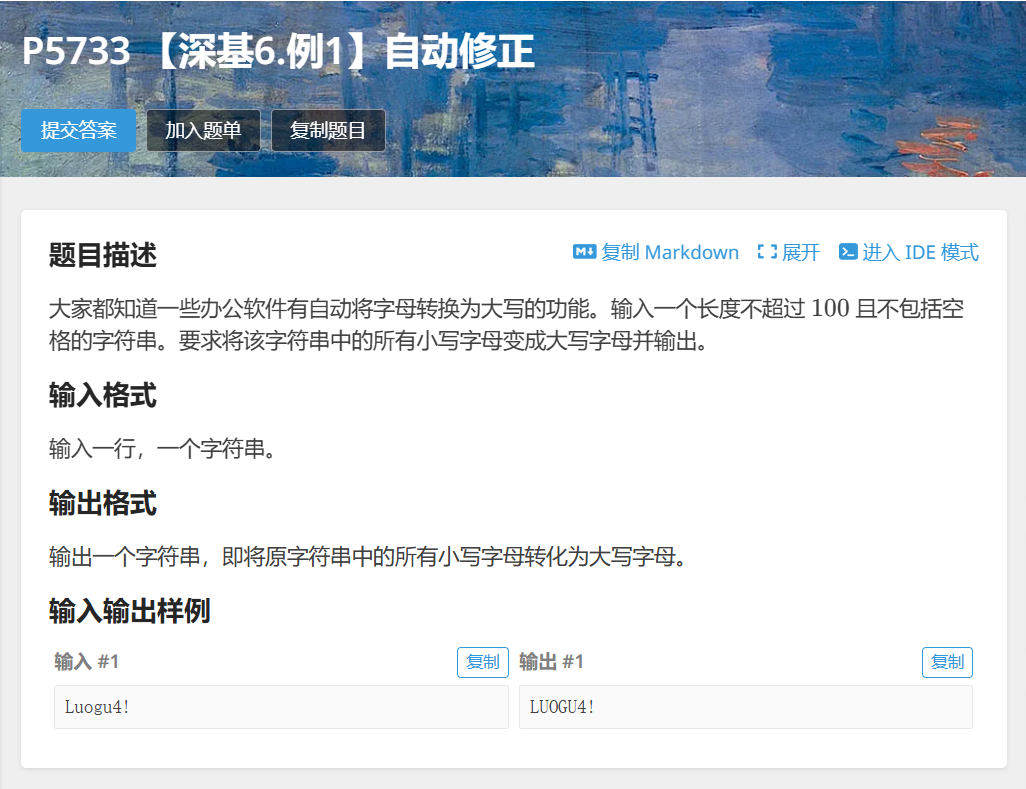 P5733 【深基6.例1】自动修正
提交答案 加入题单 复制题目
题目描述 复制 Markdown 展开 进入 IDE 模式
大家都知道一些办公软件有自动将字母转换为大写的功能。输入一个长度不超过 100 且不包括空
格的字符串。要求将该字符串中的所有小写字母变成大写字母并输出。
输入格式
输入一行，一个字符串。
输出格式
输出一个字符串，即将原字符串中的所有小写字母转化为大写字母。
输入输出样例
输入 #1 复制 输出 #1 复制
Luogu4! LUOGU4!